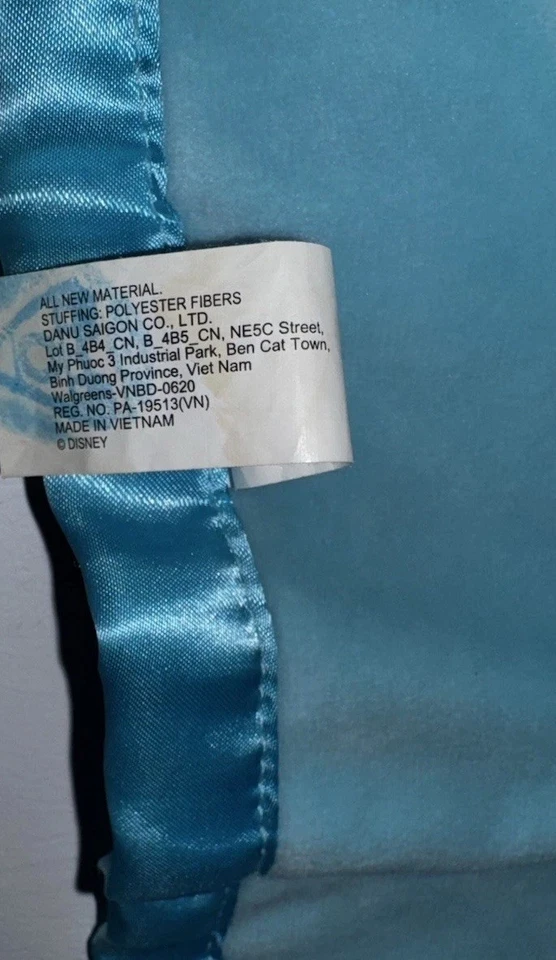 ALL NEW MATERIAL.
STUFFING: POLYESTER FIBERS
DANU SAIGON CO., LTD.
Lot B_4B4_CN, B_4B5_CN, NE5C Street,
My Phuoc 3 Industrial Park, Ben Cat Town,
Binh Duong Province, Viet Nam
Walgreens-VNBD-0620
REG. NO. PA-19513(VN)
MADE IN VIETNAM
© DISNEY